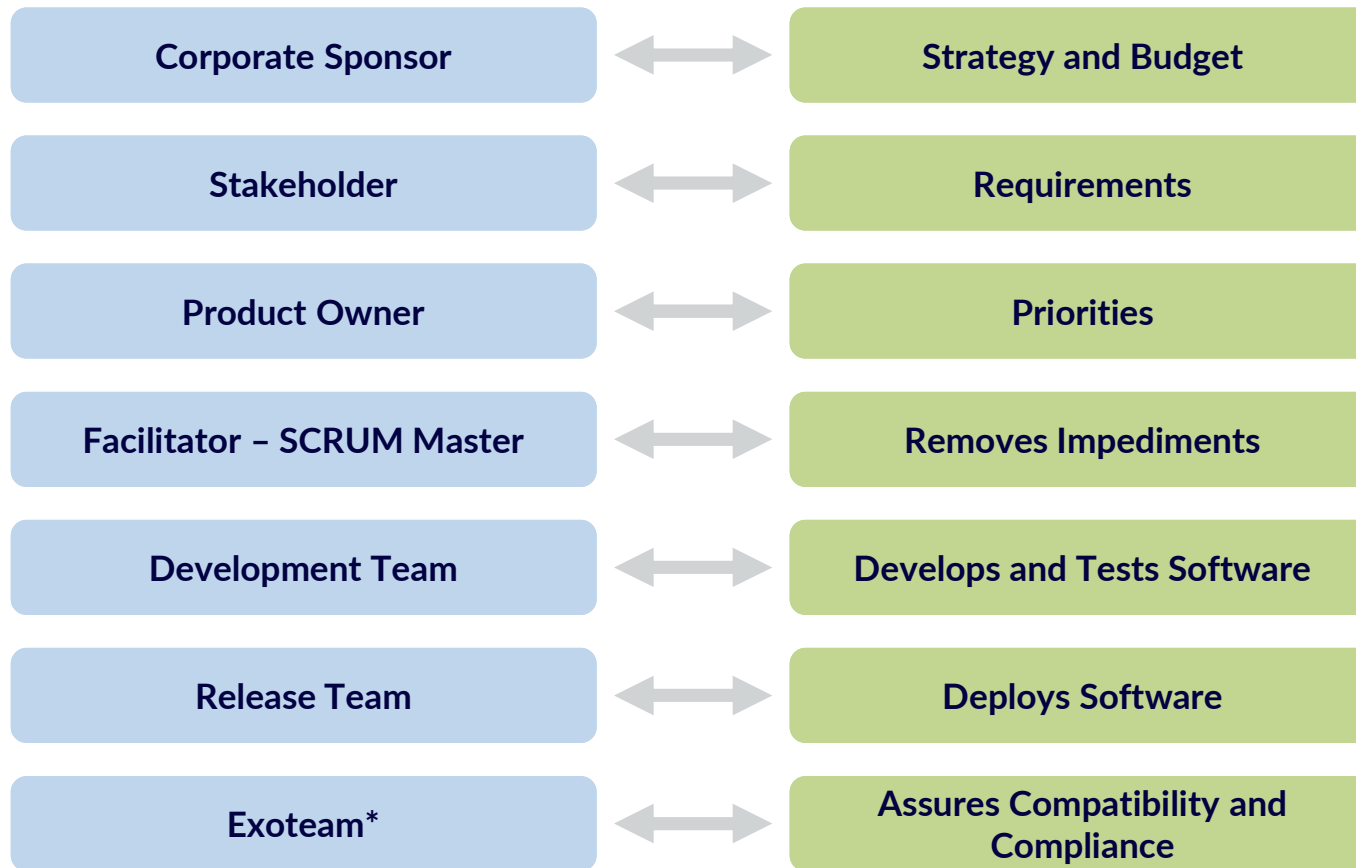 Corporate Sponsor
Strategy and Budget
Stakeholder
Requirements
Product Owner
Priorities
Facilitator – SCRUM Master
Removes Impediments
Development Team
Develops and Tests Software
Release Team
Deploys Software
Exoteam*
Assures Compatibility and
Compliance